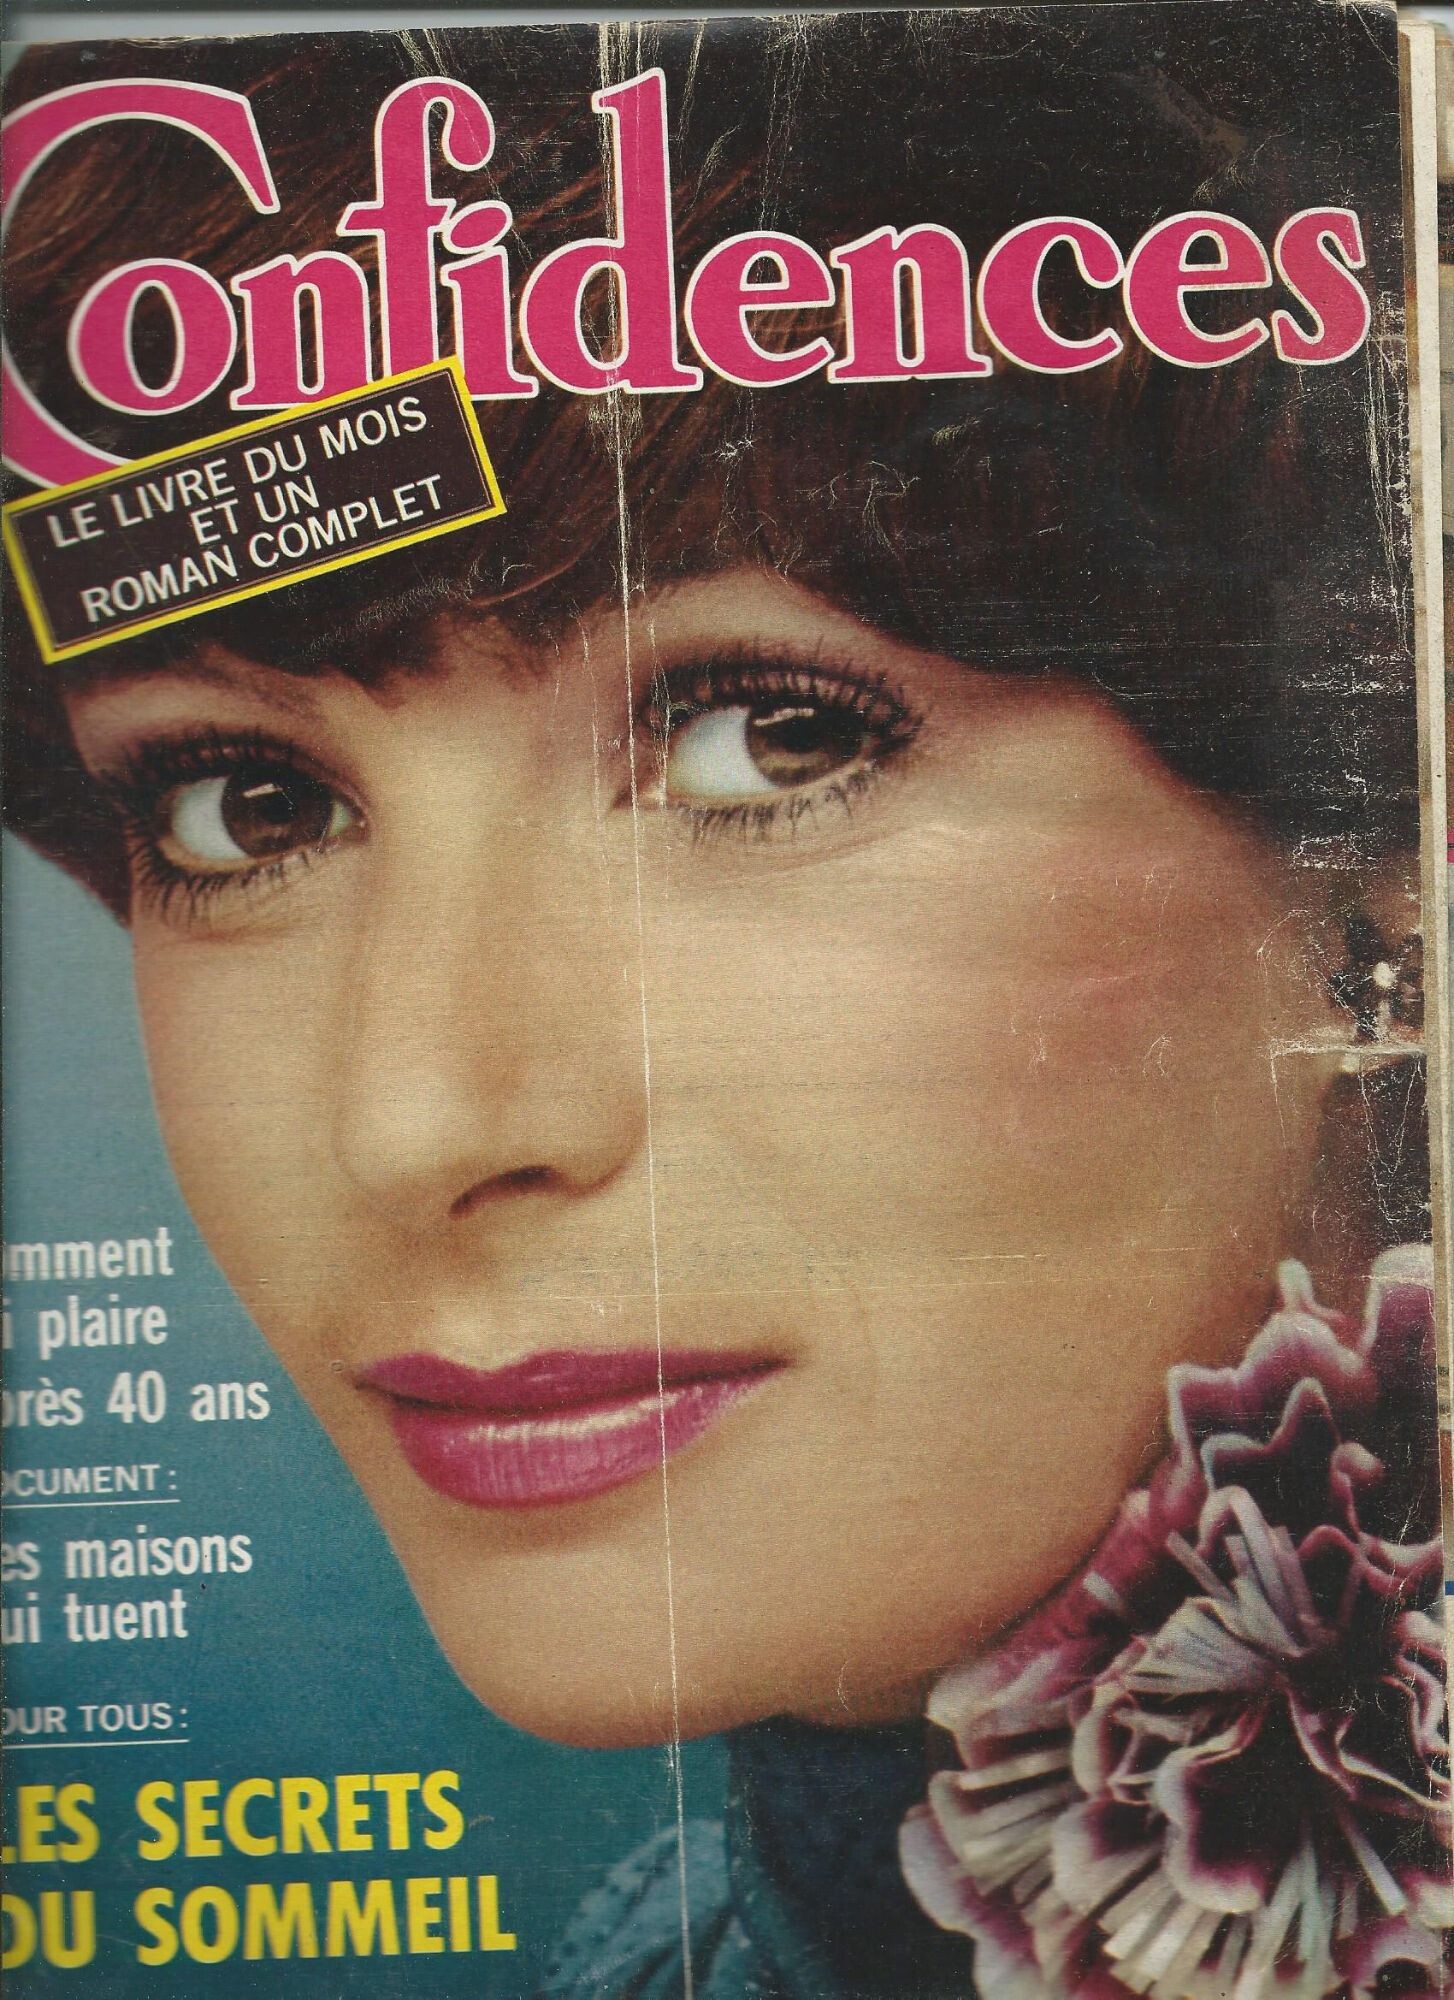 Confidences
LE LIVRE DU MOIS
ET UN
ROMAN COMPLET
mment
i plaire
près 40 ans
OCUMENT :
es maisons
ui tuent
OUR TOUS :
LES SECRETS
DU SOMMEIL